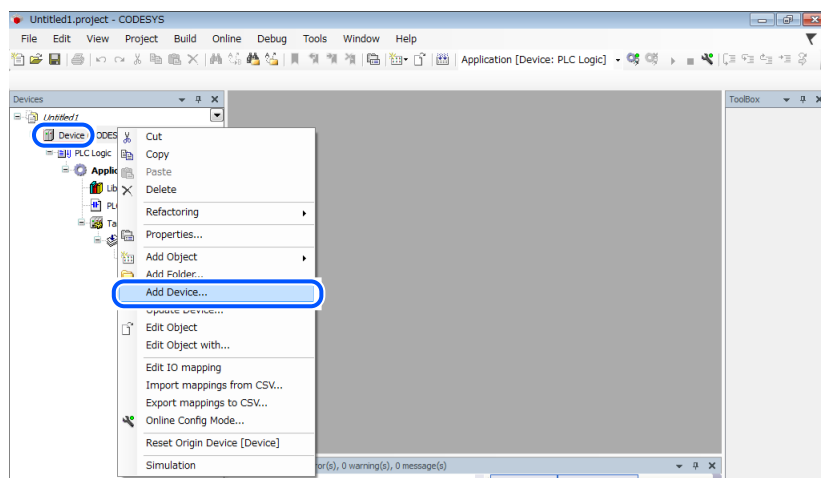 Untitled1.project - CODESYS
File Edit View Project Build Online Debug Tools Window Help
Application [Device: PLC Logic]
Devices
ToolBox
Untitled1
Device
PLC Logic
Cut
Copy
Paste
Delete
Refactoring
Properties...
Add Object
Add Folder...
Add Device...
Update Device...
Edit Object
Edit Object with...
Edit IO mapping
Import mappings from CSV...
Export mappings to CSV...
Online Config Mode...
Reset Origin Device [Device]
Simulation
0 warning(s), 0 message(s)